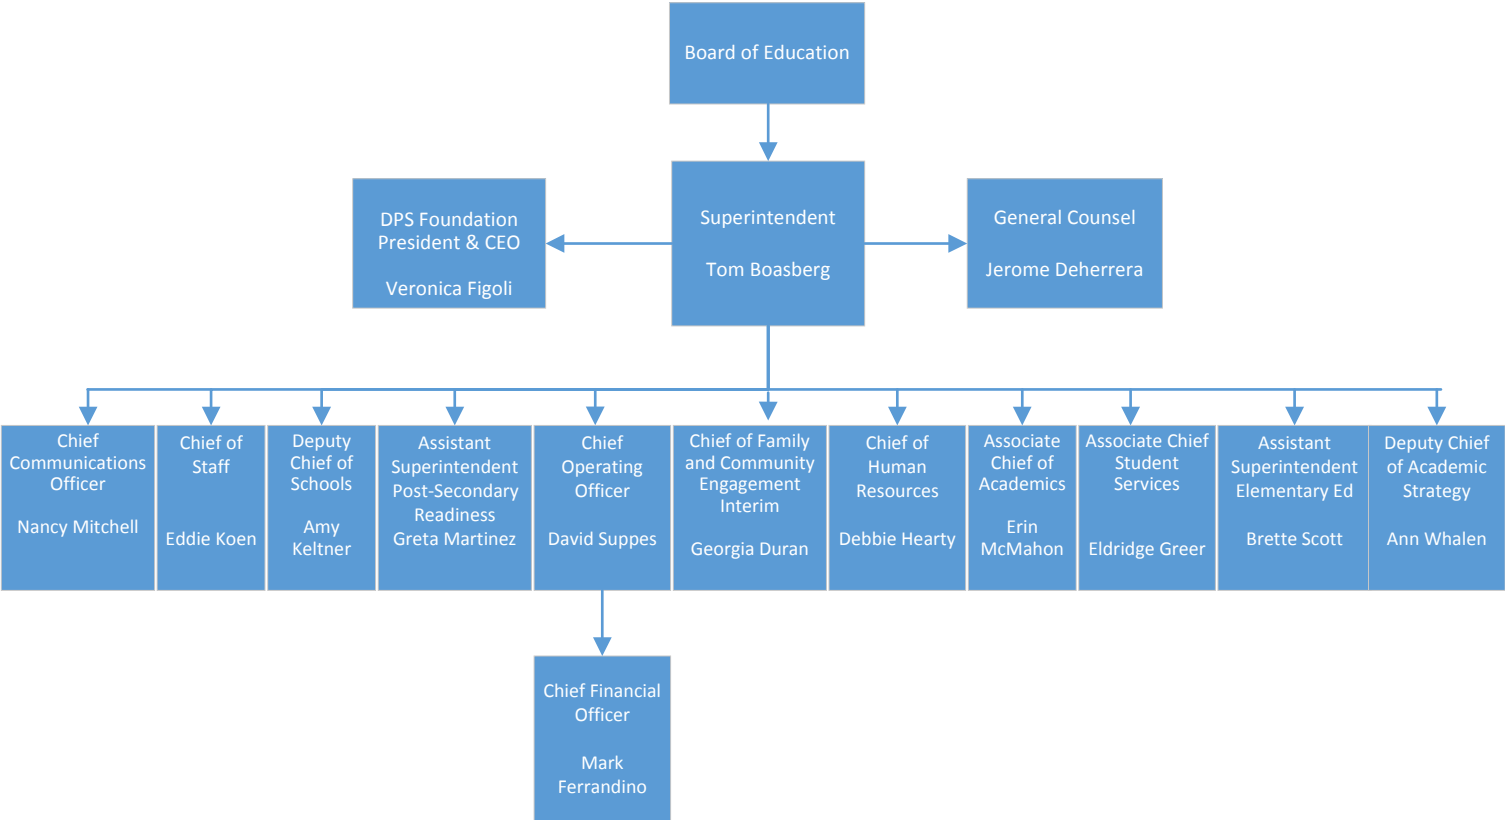 Board of Education
DPS Foundation
President & CEO
Veronica Figoli
Superintendent
Tom Boasberg
General Counsel
Jerome Deherrera
Chief
Communications
Officer
Nancy Mitchell
Chief of
Staff
Eddie Koen
Deputy
Chief of
Schools
Amy
Keltner
Assistant
Superintendent
Post-Secondary
Readiness
Greta Martinez
Chief
Operating
Officer
David Suppes
Chief of Family
and Community
Engagement
Interim
Georgia Duran
Chief of
Human
Resources
Debbie Hearty
Associate
Chief of
Academics
Erin
McMahon
Associate Chief
Student
Services
Eldridge Greer
Assistant
Superintendent
Elementary Ed
Brette Scott
Deputy Chief
of Academic
Strategy
Ann Whalen
Chief Financial
Officer
Mark
Ferrandino